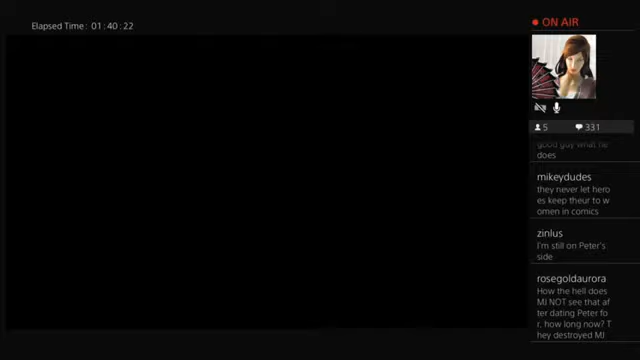 Elapsed Time: 01:40:22
ON AIR
5
331
good guy what he
does
mikeydudes
they never let hero
es keep theur to w
omen in comics
zinlus
I'm still on Peter's
side
rosegoldaurora
How the hell does
MJ NOT see that af
ter dating Peter fo
r, how long now? T
hey destroyed MJ